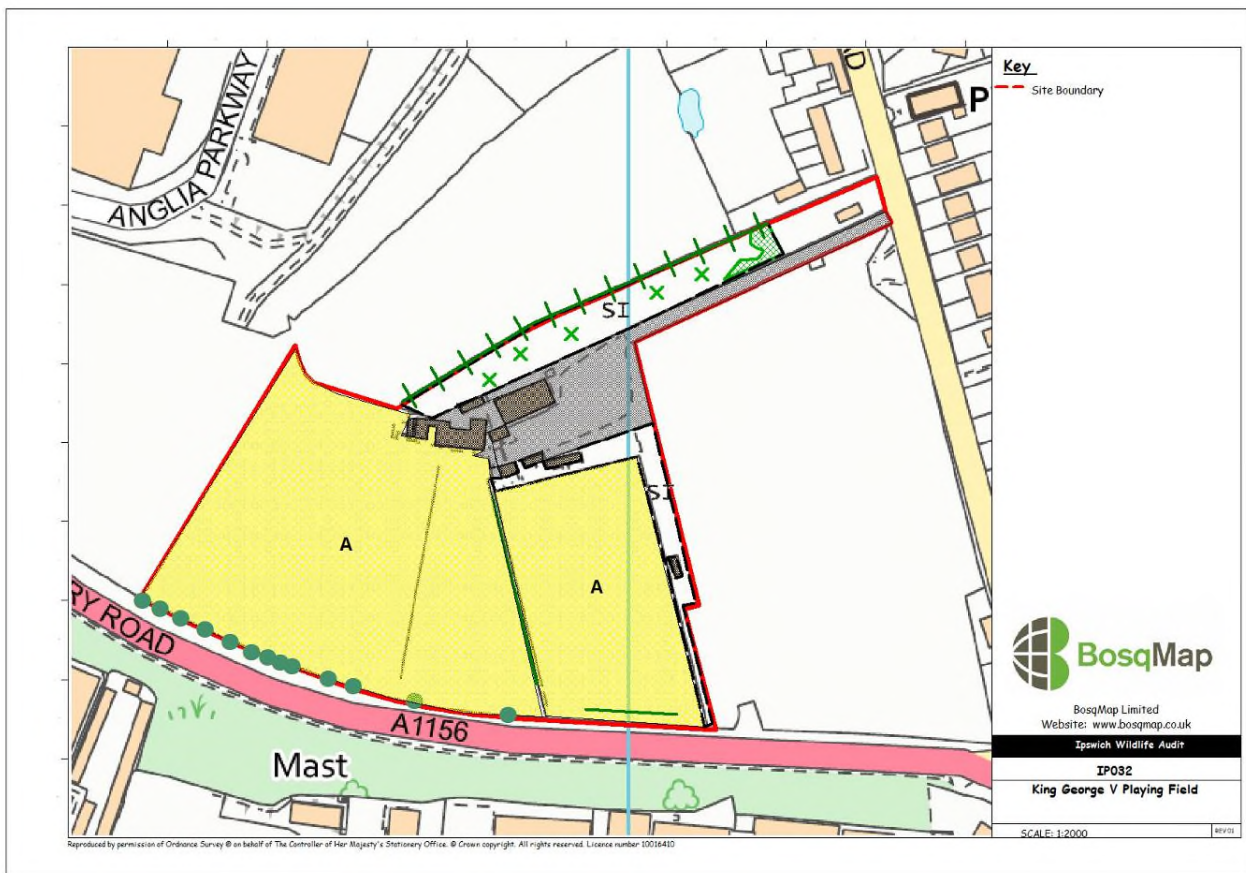 ANGLIA PARKWAY
D
P
SI
SI
A
A
RY ROAD
A1156
Mast
Key
Site Boundary
BosqMap
BosqMap Limited
Website: www.bosqmap.co.uk
Ipswich Wildlife Audit
IP032
King George V Playing Field
SCALE: 1:2000
REV01
Reproduced by permission of Ordnance Survey ® on behalf of The Controller of Her Majesty's Stationery Office. © Crown copyright. All rights reserved. Licence number 10016410